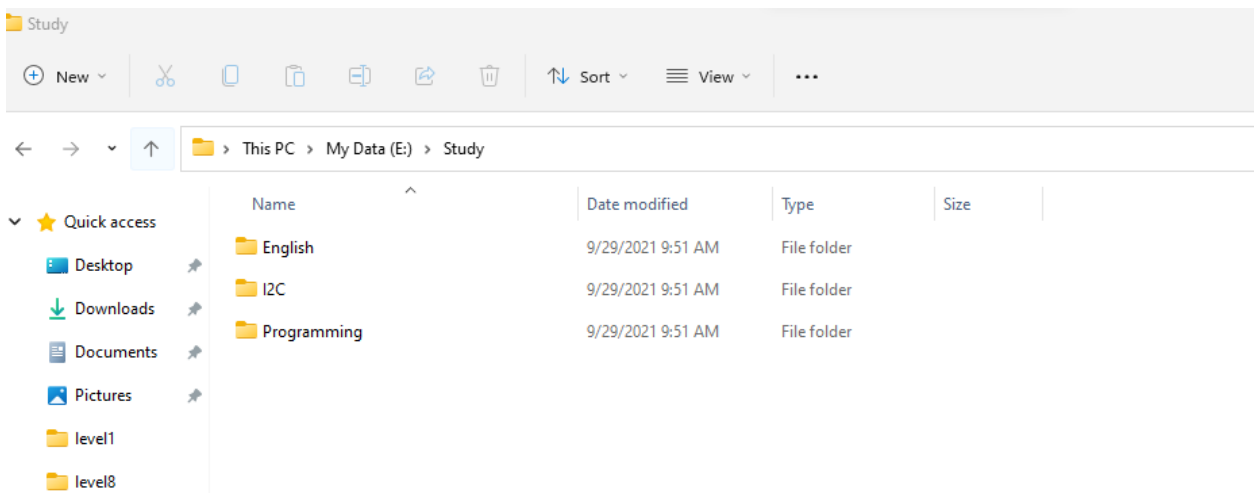 Study
New Sort View ...
This PC > My Data (E:) > Study
Name Date modified Type Size
Quick access
English 9/29/2021 9:51 AM File folder
Desktop
I2C 9/29/2021 9:51 AM File folder
Downloads
Programming 9/29/2021 9:51 AM File folder
Documents
Pictures
level1
level8